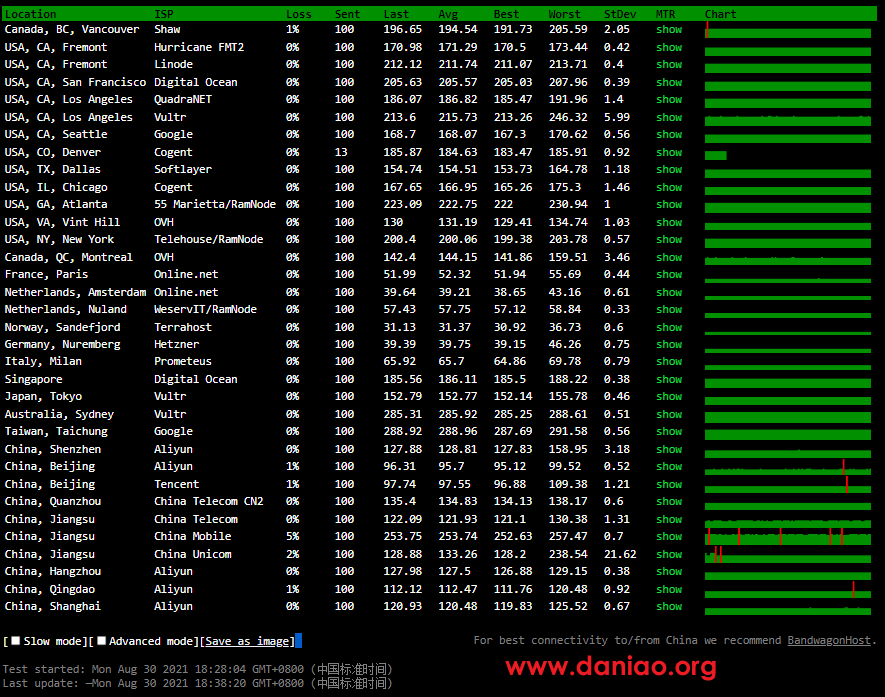 Location ISP Loss Sent Last Avg Best Worst StDev MTR Chart
Canada, BC, Vancouver Shaw 1% 100 196.65 194.54 191.73 205.59 2.05 show
USA, CA, Fremont Hurricane FMT2 0% 100 170.98 171.29 170.5 173.44 0.42 show
USA, CA, Fremont Linode 0% 100 212.12 211.74 211.07 213.71 0.4 show
USA, CA, San Francisco Digital Ocean 0% 100 205.63 205.57 205.03 207.96 0.39 show
USA, CA, Los Angeles QuadraNET 0% 100 186.07 186.82 185.47 191.96 1.4 show
USA, CA, Los Angeles Vultr 0% 100 213.6 215.73 213.26 246.32 5.99 show
USA, CA, Seattle Google 0% 100 168.7 168.07 167.3 170.62 0.56 show
USA, CO, Denver Cogent 0% 13 185.87 184.63 183.47 185.91 0.92 show
USA, TX, Dallas Softlayer 0% 100 154.74 154.51 153.73 164.78 1.18 show
USA, IL, Chicago Cogent 0% 100 167.65 166.95 165.26 175.3 1.46 show
USA, GA, Atlanta 55 Marietta/RamNode 0% 100 223.09 222.75 222 230.94 1 show
USA, VA, Vint Hill OVH 0% 100 130 131.19 129.41 134.74 1.03 show
USA, NY, New York Telehouse/RamNode 0% 100 200.4 200.06 199.38 203.78 0.57 show
Canada, QC, Montreal OVH 0% 100 142.4 144.15 141.86 159.51 3.46 show
France, Paris Online.net 0% 100 51.99 52.32 51.94 55.69 0.44 show
Netherlands, Amsterdam Online.net 0% 100 39.64 39.21 38.65 43.16 0.61 show
Netherlands, Nuland WeservIT/RamNode 0% 100 57.43 57.75 57.12 58.84 0.33 show
Norway, Sandefjord Terrahost 0% 100 31.13 31.37 30.92 36.73 0.6 show
Germany, Nuremberg Hetzner 0% 100 39.39 39.75 39.15 46.26 0.75 show
Italy, Milan Prometeus 0% 100 65.92 65.7 64.86 69.78 0.79 show
Singapore Digital Ocean 0% 100 185.56 186.11 185.5 188.22 0.38 show
Japan, Tokyo Vultr 0% 100 152.79 152.77 152.14 155.78 0.46 show
Australia, Sydney Vultr 0% 100 285.31 285.92 285.25 288.61 0.51 show
Taiwan, Taichung Google 0% 100 288.92 288.96 287.69 291.58 0.56 show
China, Shenzhen Aliyun 0% 100 127.88 128.81 127.83 158.95 3.18 show
China, Beijing Aliyun 1% 100 96.31 95.7 95.12 99.52 0.52 show
China, Beijing Tencent 1% 100 97.74 97.55 96.88 109.38 1.21 show
China, Quanzhou China Telecom CN2 0% 100 135.4 134.83 134.13 138.17 0.6 show
China, Jiangsu China Telecom 0% 100 122.09 121.93 121.1 130.38 1.31 show
China, Jiangsu China Mobile 5% 100 253.75 253.74 252.63 257.47 0.7 show
China, Jiangsu China Unicom 2% 100 128.88 133.26 128.2 238.54 21.62 show
China, Hangzhou Aliyun 0% 100 127.98 127.5 126.88 129.15 0.38 show
China, Qingdao Aliyun 1% 100 112.12 112.47 111.76 120.48 0.92 show
China, Shanghai Aliyun 0% 100 120.93 120.48 119.83 125.52 0.67 show
[ Slow mode][ Advanced mode][Save as image] For best connectivity to/from China we recommend BandwagonHost.
Test started: Mon Aug 30 2021 18:28:04 GMT+0800 (中国标准时间)
Last update: —Mon Aug 30 2021 18:38:20 GMT+0800 (中国标准时间)
www.daniao.org